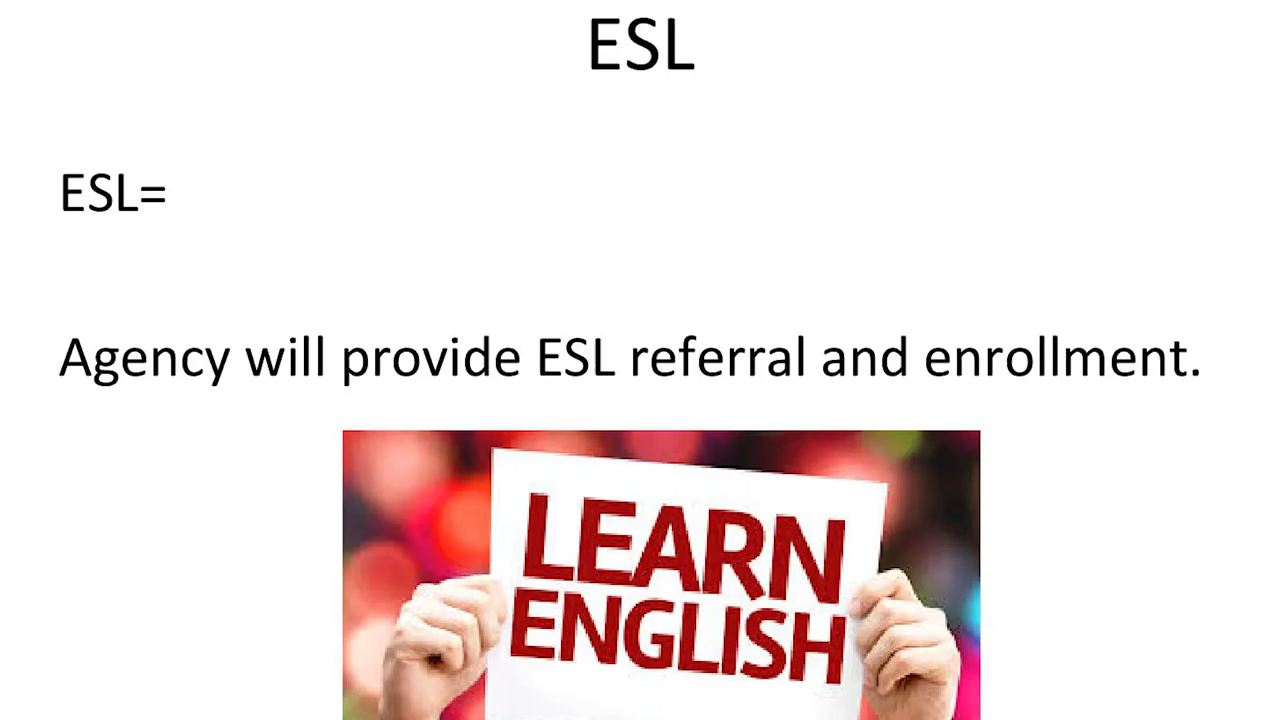 ESL
ESL=
Agency will provide ESL referral and enrollment.
LEARN
ENGLISH